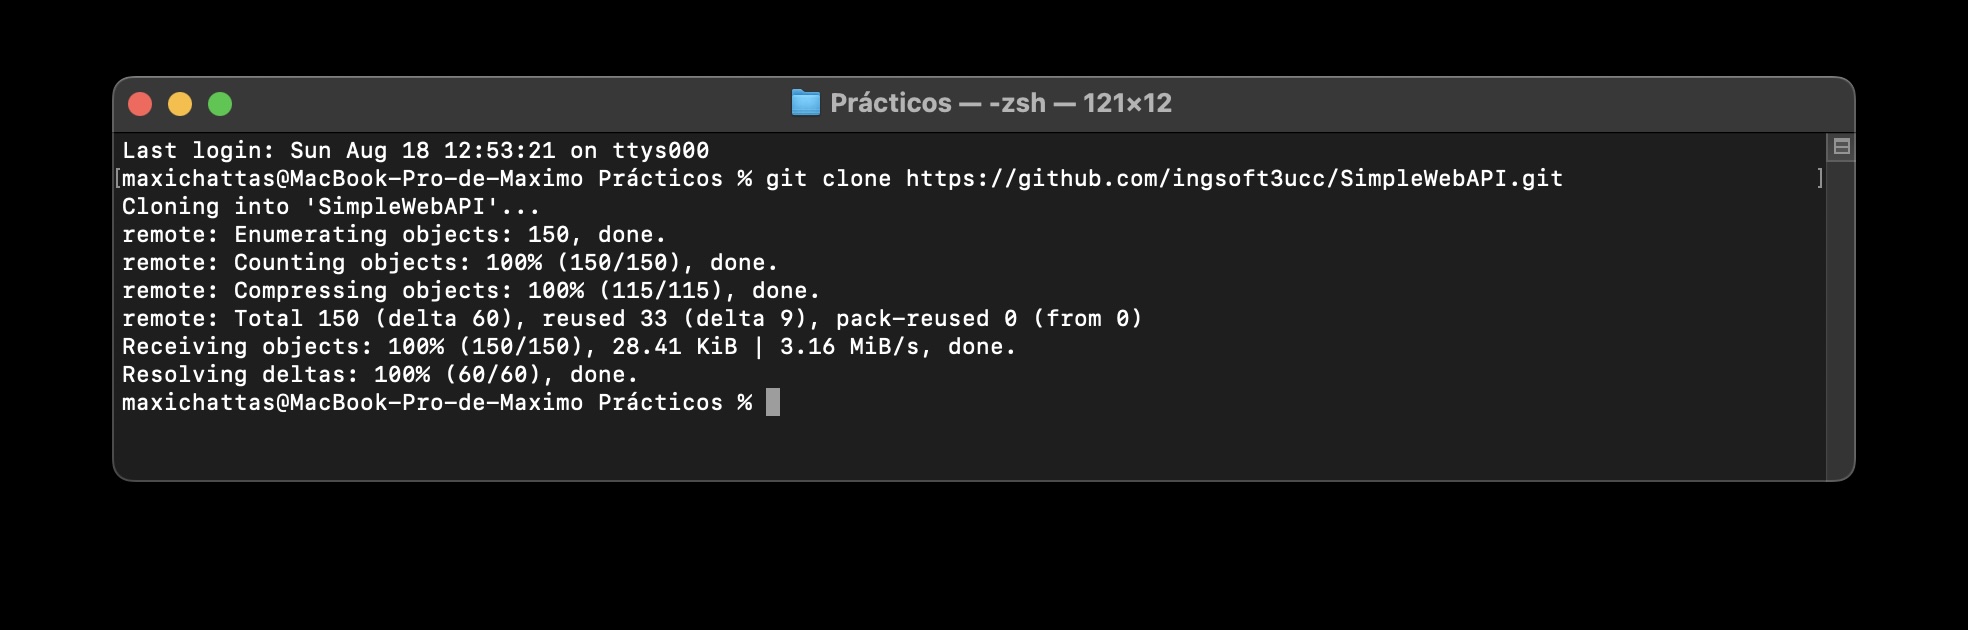 Prácticos — -zsh — 121×12
Last login: Sun Aug 18 12:53:21 on ttys000
[maxichattas@MacBook-Pro-de-Maximo Prácticos % git clone https://github.com/ingsoft3ucc/SimpleWebAPI.git ]
Cloning into 'SimpleWebAPI'...
remote: Enumerating objects: 150, done.
remote: Counting objects: 100% (150/150), done.
remote: Compressing objects: 100% (115/115), done.
remote: Total 150 (delta 60), reused 33 (delta 9), pack-reused 0 (from 0)
Receiving objects: 100% (150/150), 28.41 KiB | 3.16 MiB/s, done.
Resolving deltas: 100% (60/60), done.
maxichattas@MacBook-Pro-de-Maximo Prácticos %